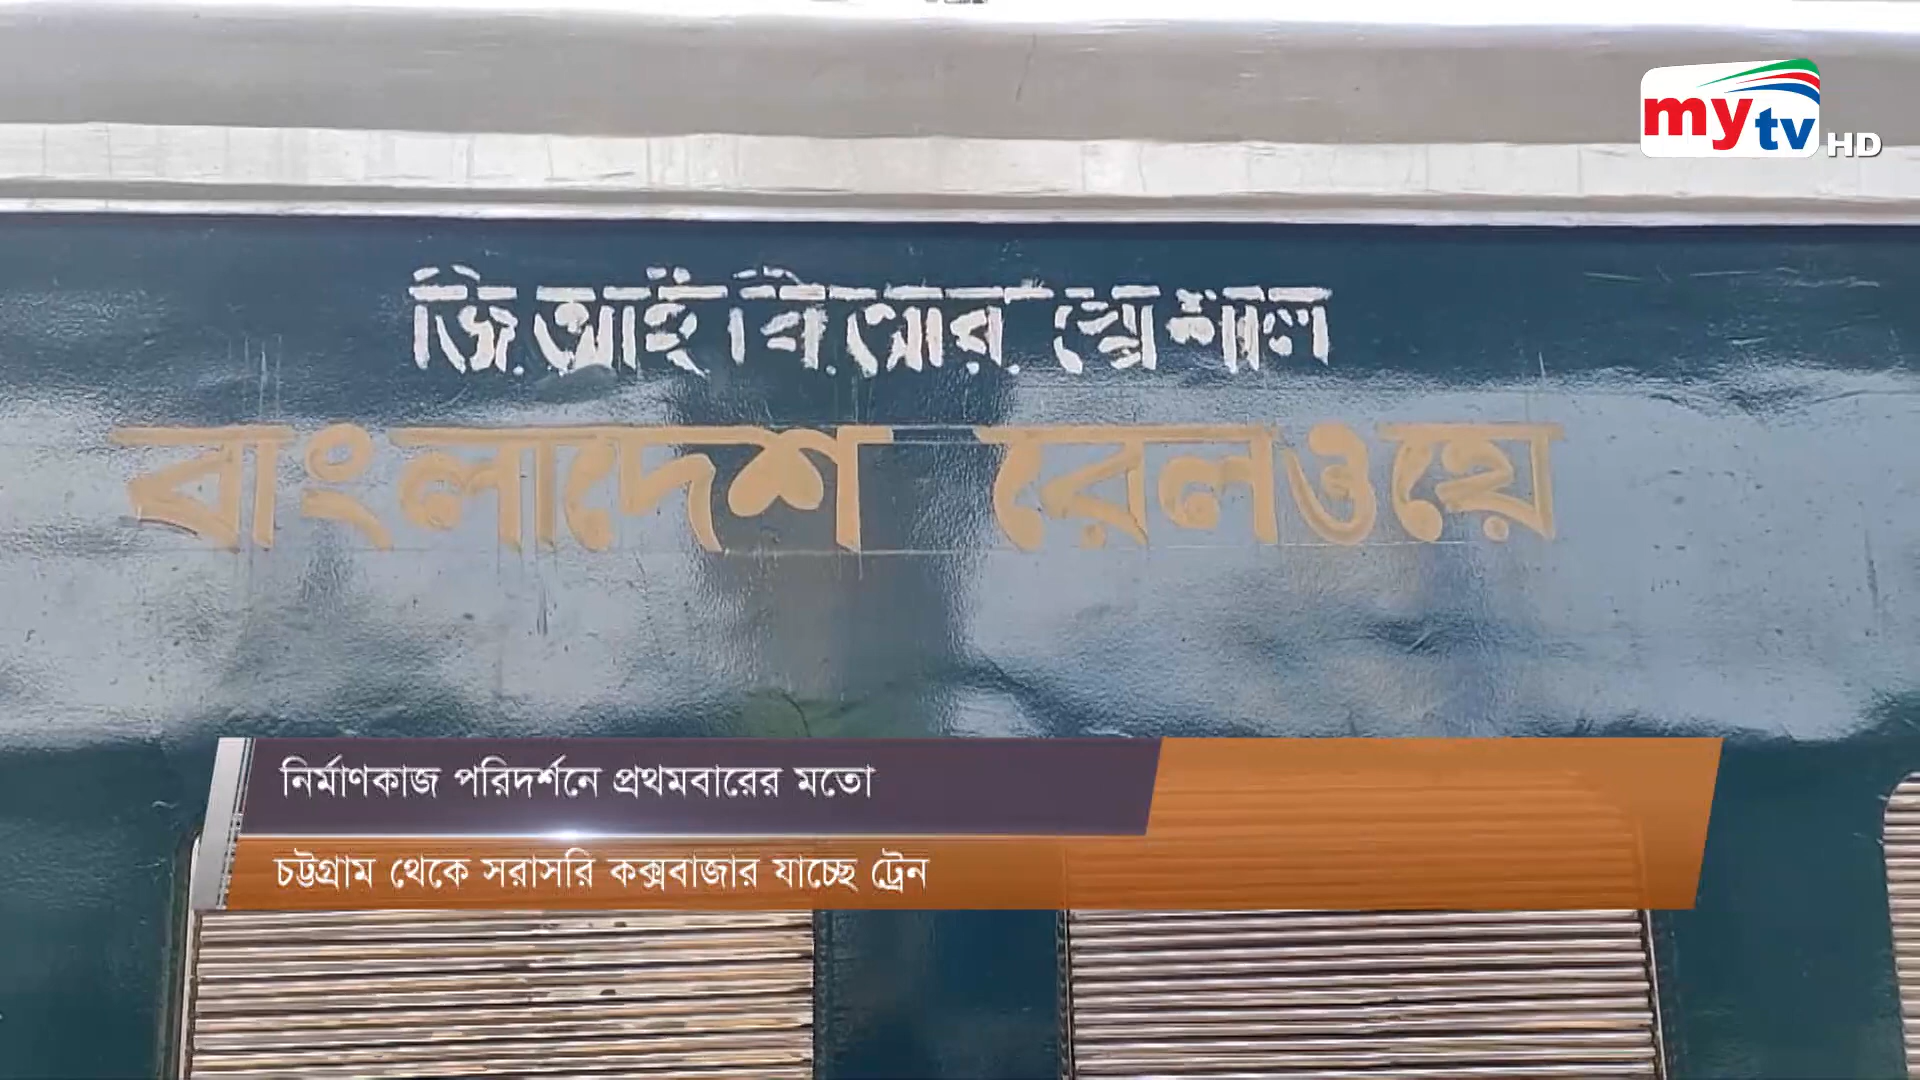 mytv HD
জি.আই.বি.আর. স্পেশাল
বাংলাদেশ রেলওয়ে
নির্মাণকাজ পরিদর্শনে প্রথমবারের মতো
চট্টগ্রাম থেকে সরাসরি কক্সবাজার যাচ্ছে ট্রেন